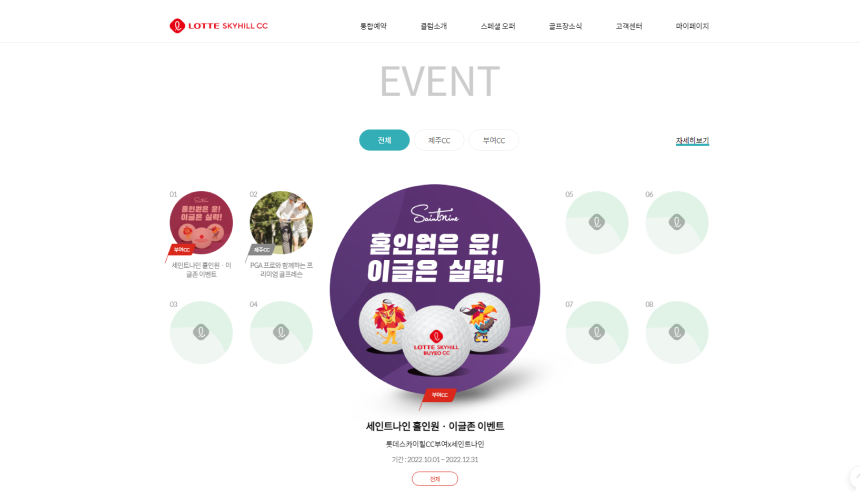 LOTTE SKYHILL CC
통합예약
클럽소개
스페셜 오퍼
골프장소식
고객센터
마이페이지
EVENT
전체
제주CC
부여CC
자세히보기
01
홀인원은 운!
이글은 실력!
부여CC
세인트나인 홀인원 · 이
글존 이벤트
02
제주CC
PGA 프로와 함께하는 프
리미엄 골프레슨
03
04
Saintnine
홀인원은 운!
이글은 실력!
LOTTE SKYHILL
BUYEO CC
부여CC
세인트나인 홀인원 · 이글존 이벤트
롯데스카이힐CC부여x세인트나인
기간 : 2022.10.01 ~ 2022.12.31
전체
05
06
07
08